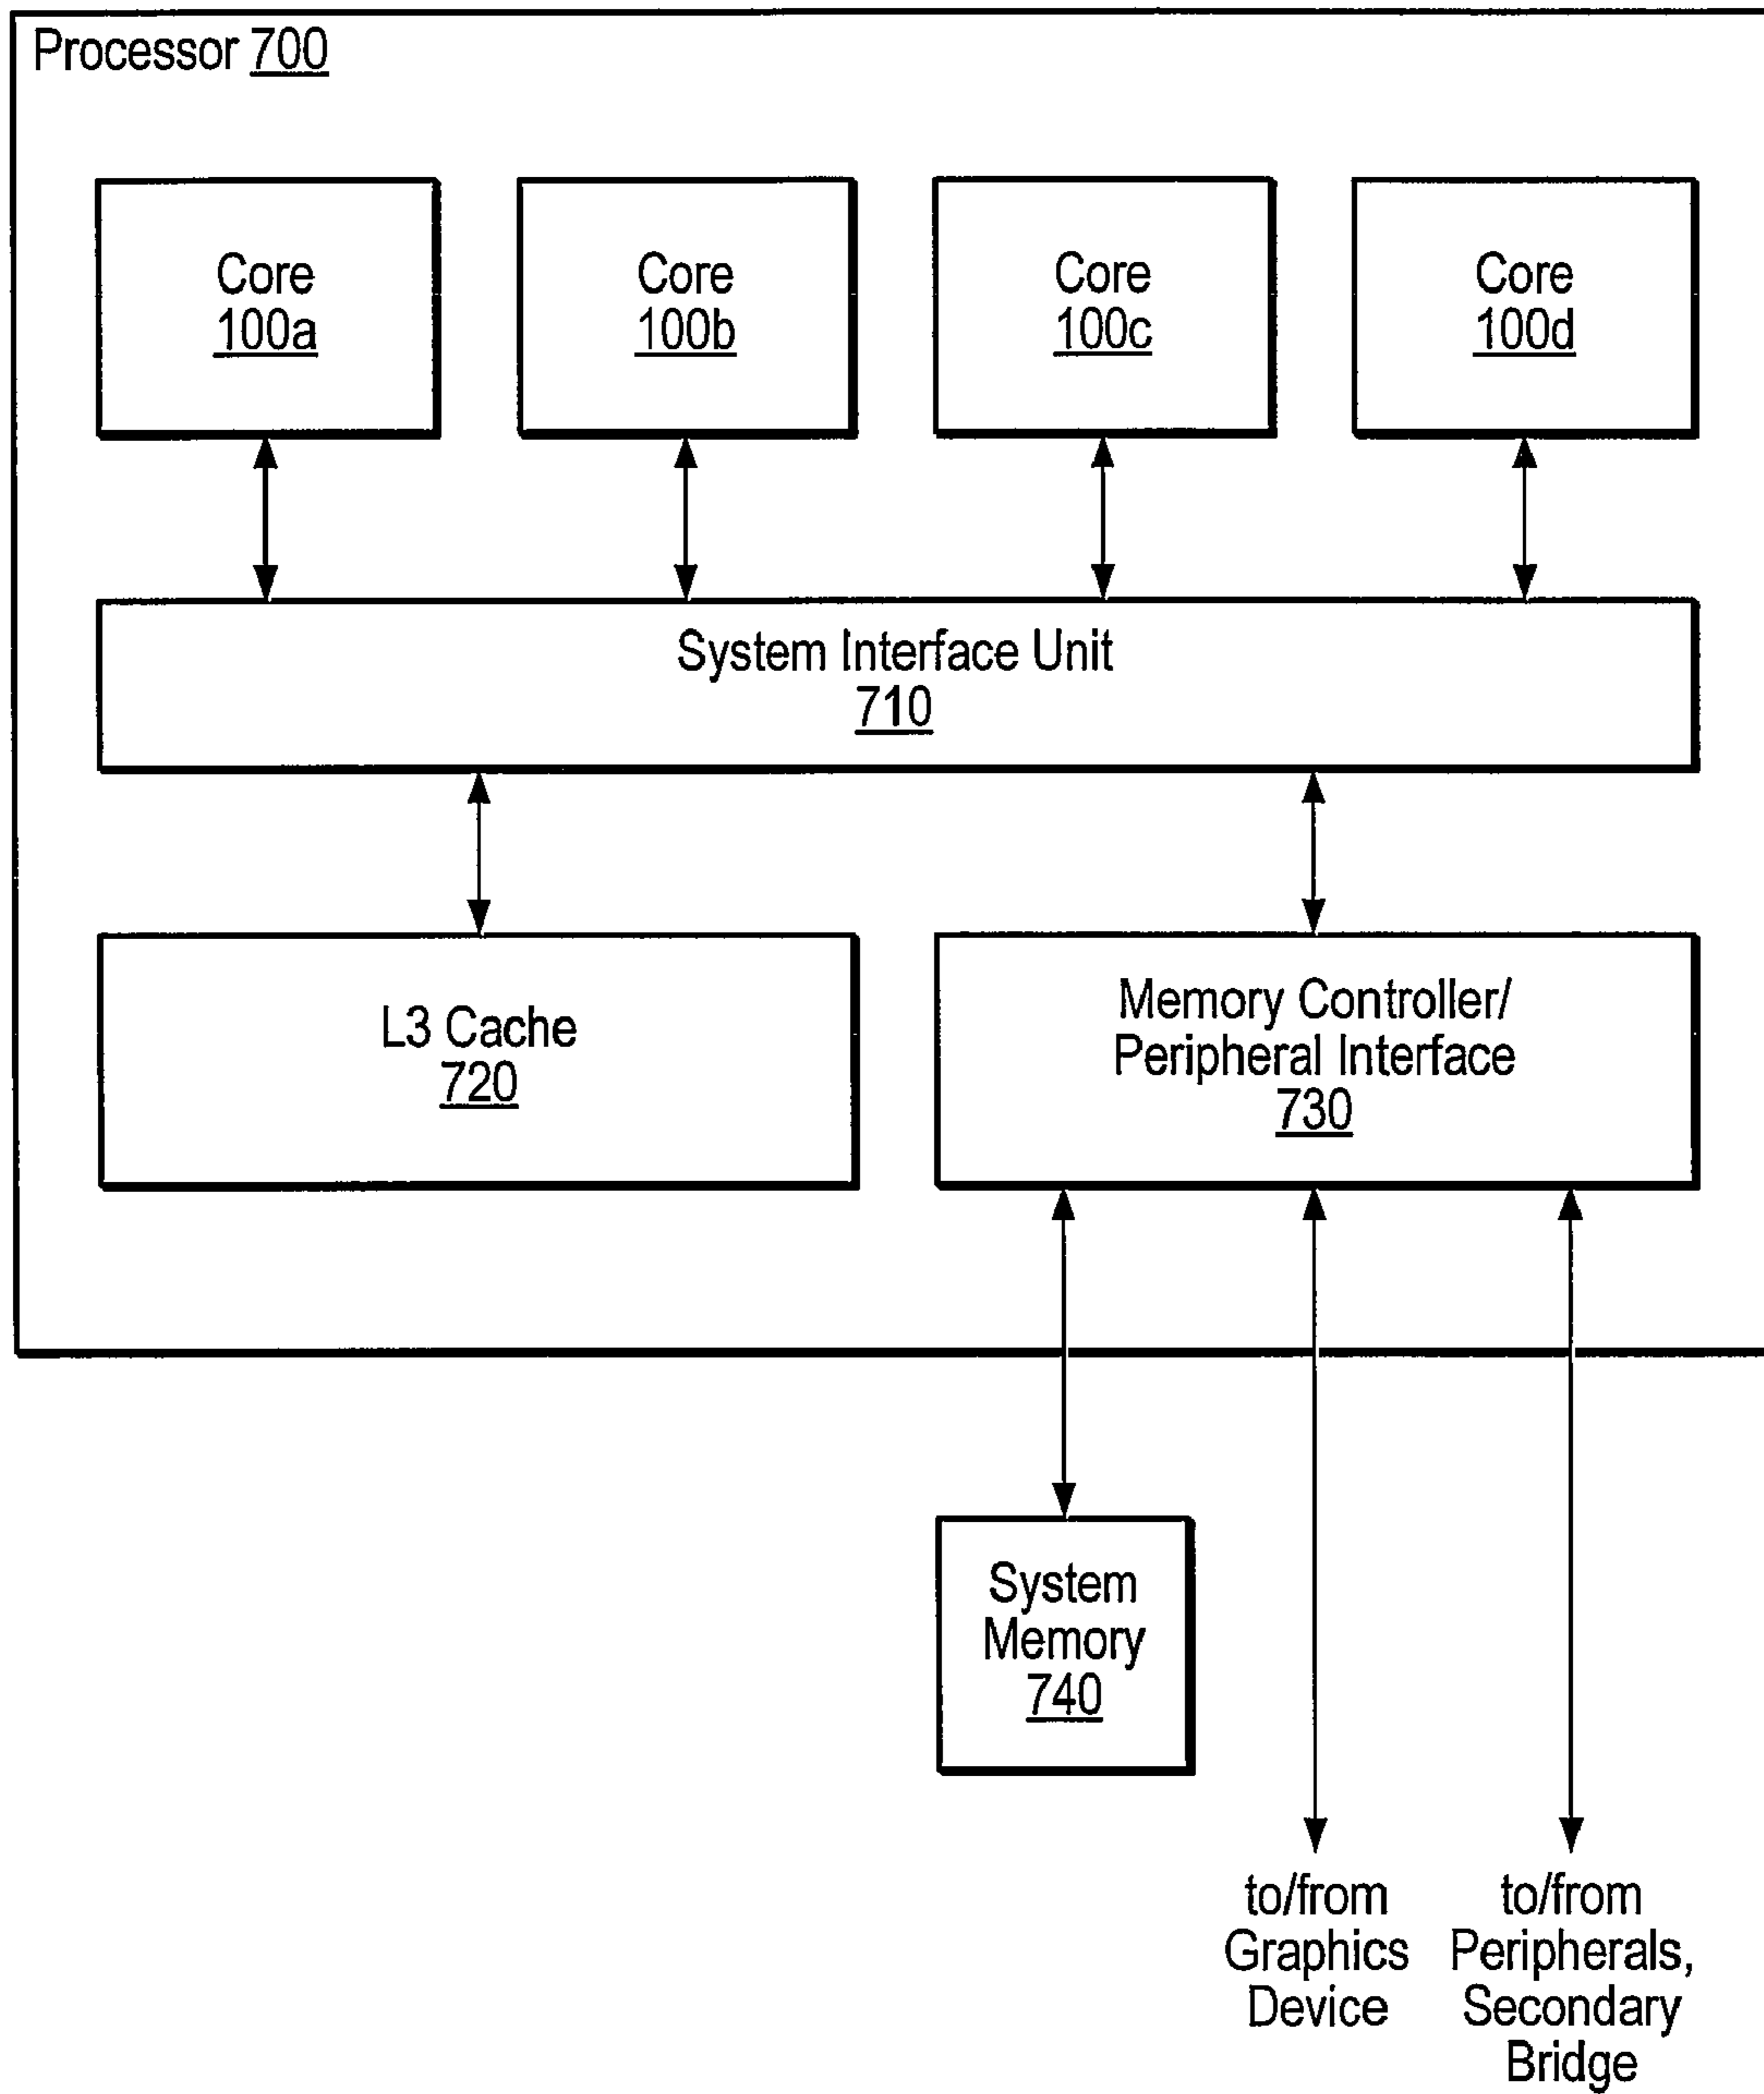 Processor 700
Core
100a
Core
100b
Core
100c
Core
100d
System Interface Unit
710
L3 Cache
720
Memory Controller/
Peripheral Interface
730
System
Memory
740
to/from
Graphics
Device
to/from
Peripherals,
Secondary
Bridge